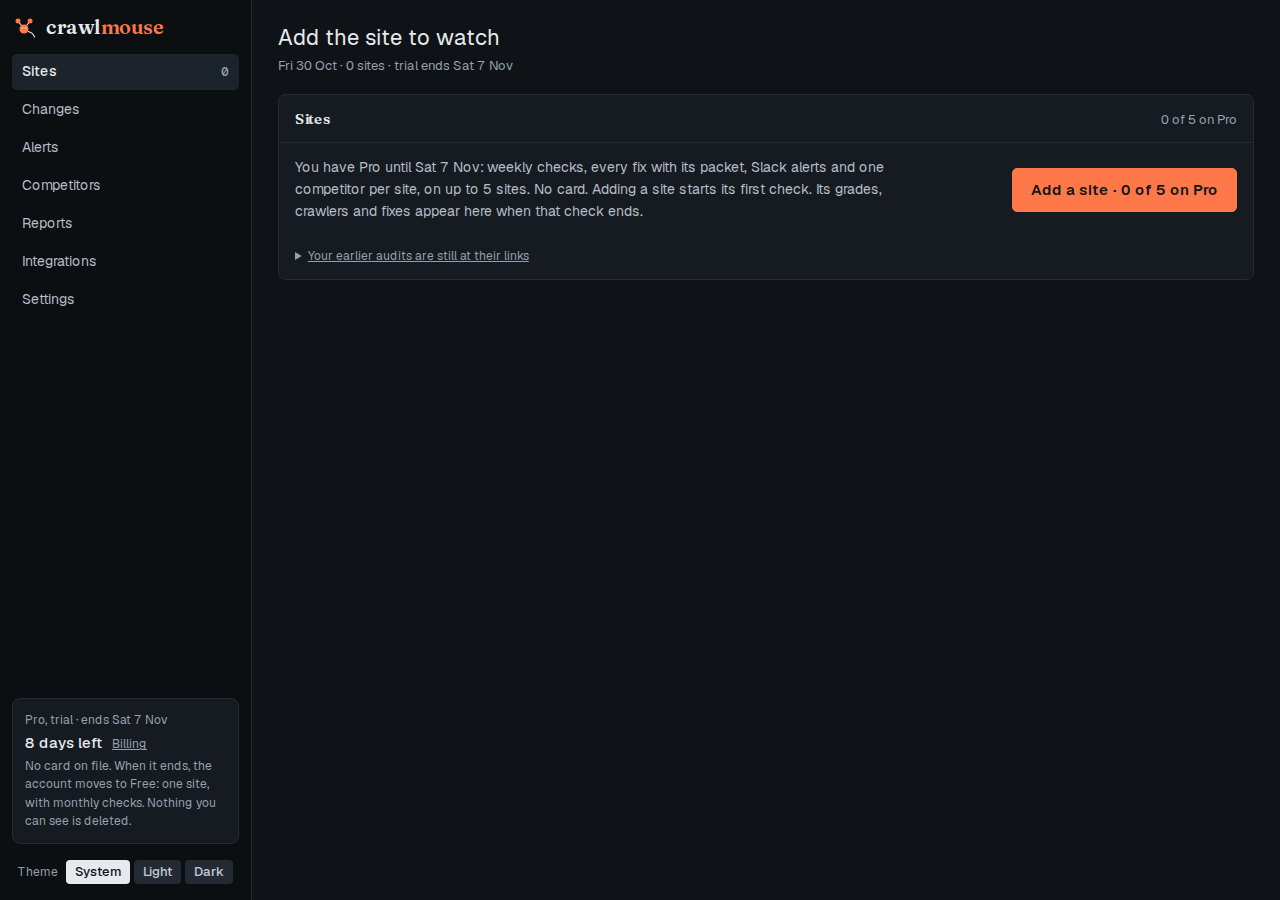 crawlmouse
Sites 0
Changes
Alerts
Competitors
Reports
Integrations
Settings
Pro, trial · ends Sat 7 Nov
8 days left Billing
No card on file. When it ends, the
account moves to Free: one site,
with monthly checks. Nothing you
can see is deleted.
Theme System Light Dark
Add the site to watch
Fri 30 Oct · 0 sites · trial ends Sat 7 Nov
Sites 0 of 5 on Pro
You have Pro until Sat 7 Nov: weekly checks, every fix with its packet, Slack alerts and one
competitor per site, on up to 5 sites. No card. Adding a site starts its first check. Its grades,
crawlers and fixes appear here when that check ends.
Add a site · 0 of 5 on Pro
Your earlier audits are still at their links